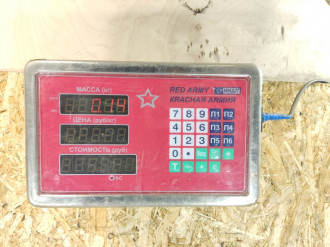 МАССА (кг)
0.14
ЦЕНА (руб/кг)
СТОИМОСТЬ (руб)
RED ARMY
КРАСНАЯ АРМИЯ
7 8 9 П1 П2
4 5 6 П3 П4
1 2 3 П5 П6
0
T C